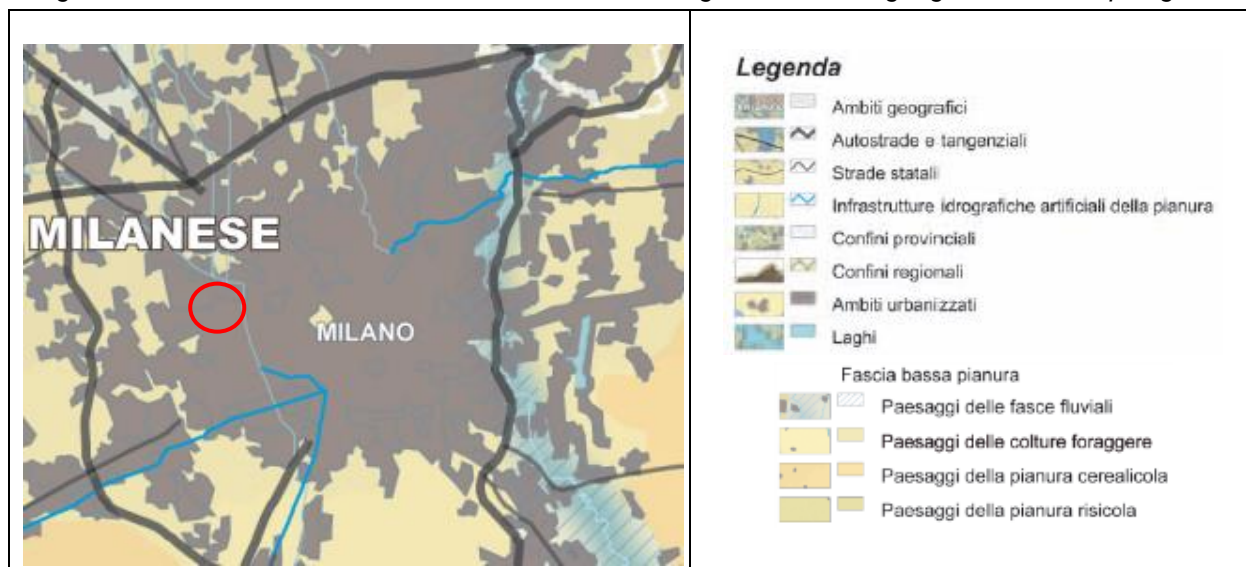 MILANESE
MILANO
Legenda
Ambiti geografici
Autostrade e tangenziali
Strade statali
Infrastrutture idrografiche artificiali della pianura
Confini provinciali
Confini regionali
Ambiti urbanizzati
Laghi
Fascia bassa pianura
Paesaggi delle fasce fluviali
Paesaggi delle colture foraggere
Paesaggi della pianura cerealicola
Paesaggi della pianura risicola